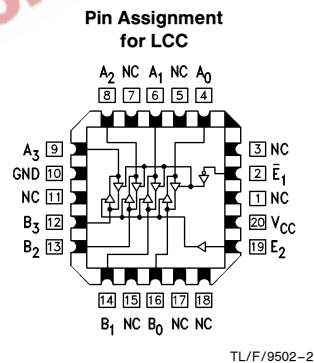 Pin Assignment
for LCC
A2 NC A1 NC A0
8 7 6 5 4
A3 9
GND 10
NC 11
B3 12
B2 13
3 NC
2 E̅1
1 NC
20 VCC
19 E2
14 15 16 17 18
B1 NC B0 NC NC
TL/F/9502–2